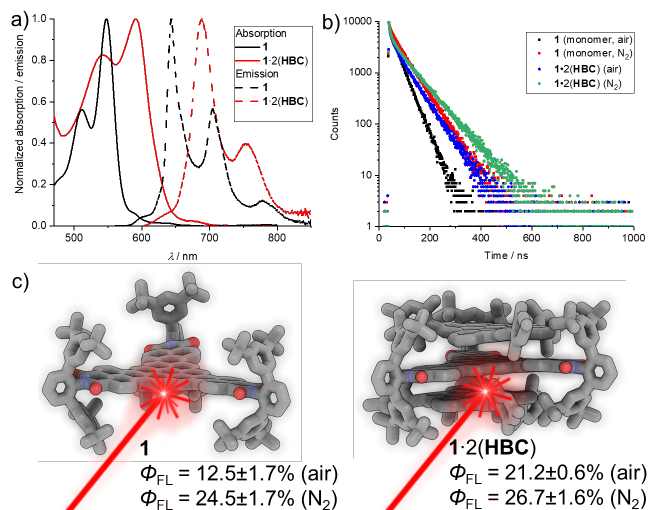 a)
Normalized absorption / emission
1.0
0.8
0.6
0.4
0.2
0.0
500
600
700
800
λ / nm
Absorption
1
1·2(HBC)
Emission
1
1·2(HBC)
b)
Counts
10000
1000
100
10
1
0
200
400
600
800
1000
Time / ns
1 (monomer, air)
1 (monomer, N₂)
1•2(HBC) (air)
1•2(HBC) (N₂)
c)
1
Φ_FL = 12.5±1.7% (air)
Φ_FL = 24.5±1.7% (N₂)
1·2(HBC)
Φ_FL = 21.2±0.6% (air)
Φ_FL = 26.7±1.6% (N₂)